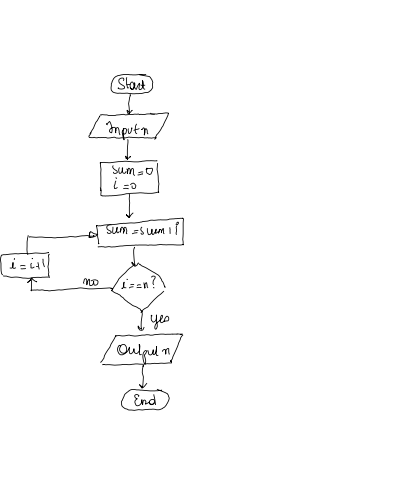 Start
Input n
sum=0
i=0
sum=sum+i
i=i+1
no
i==n?
yes
Output n
End